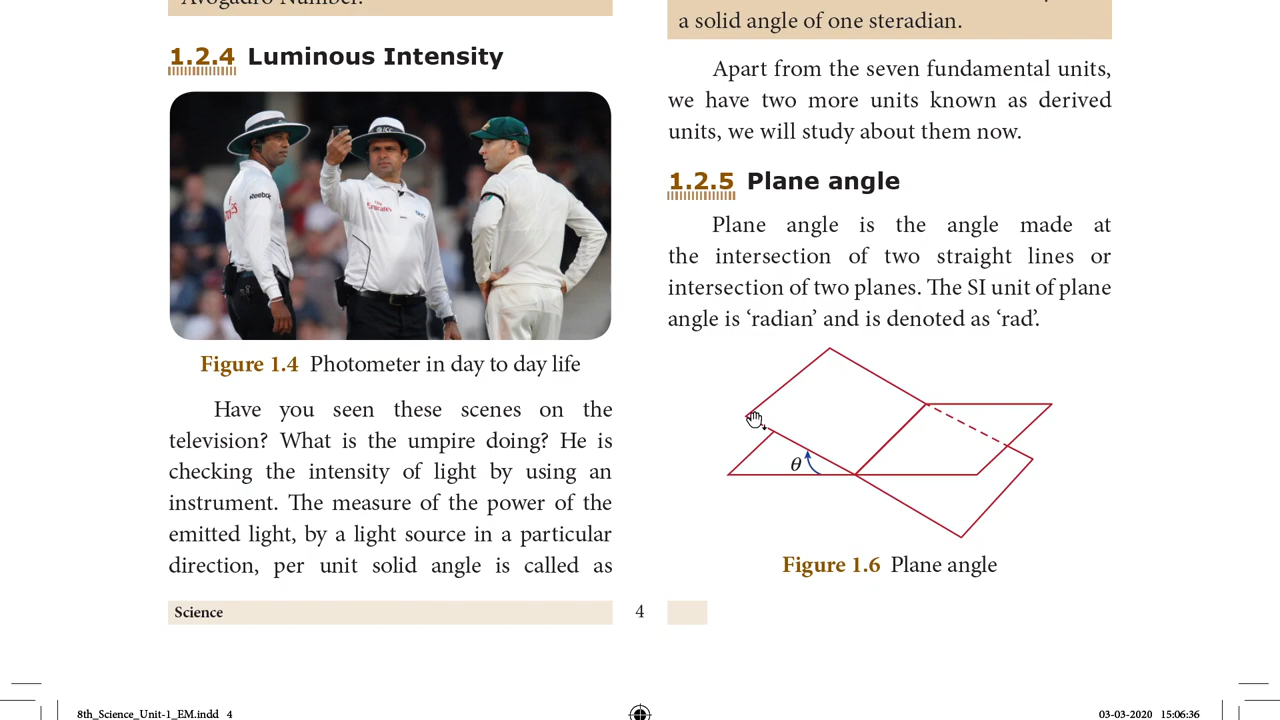 Avogadro Number.
1.2.4 Luminous Intensity
Reebok
Emirates
Figure 1.4 Photometer in day to day life
Have you seen these scenes on the
television? What is the umpire doing? He is
checking the intensity of light by using an
instrument. The measure of the power of the
emitted light, by a light source in a particular
direction, per unit solid angle is called as
a solid angle of one steradian.
Apart from the seven fundamental units,
we have two more units known as derived
units, we will study about them now.
1.2.5 Plane angle
Plane angle is the angle made at
the intersection of two straight lines or
intersection of two planes. The SI unit of plane
angle is ‘radian’ and is denoted as ‘rad’.
θ
Figure 1.6 Plane angle
Science
4
8th_Science_Unit-1_EM.indd 4
03-03-2020 15:06:36